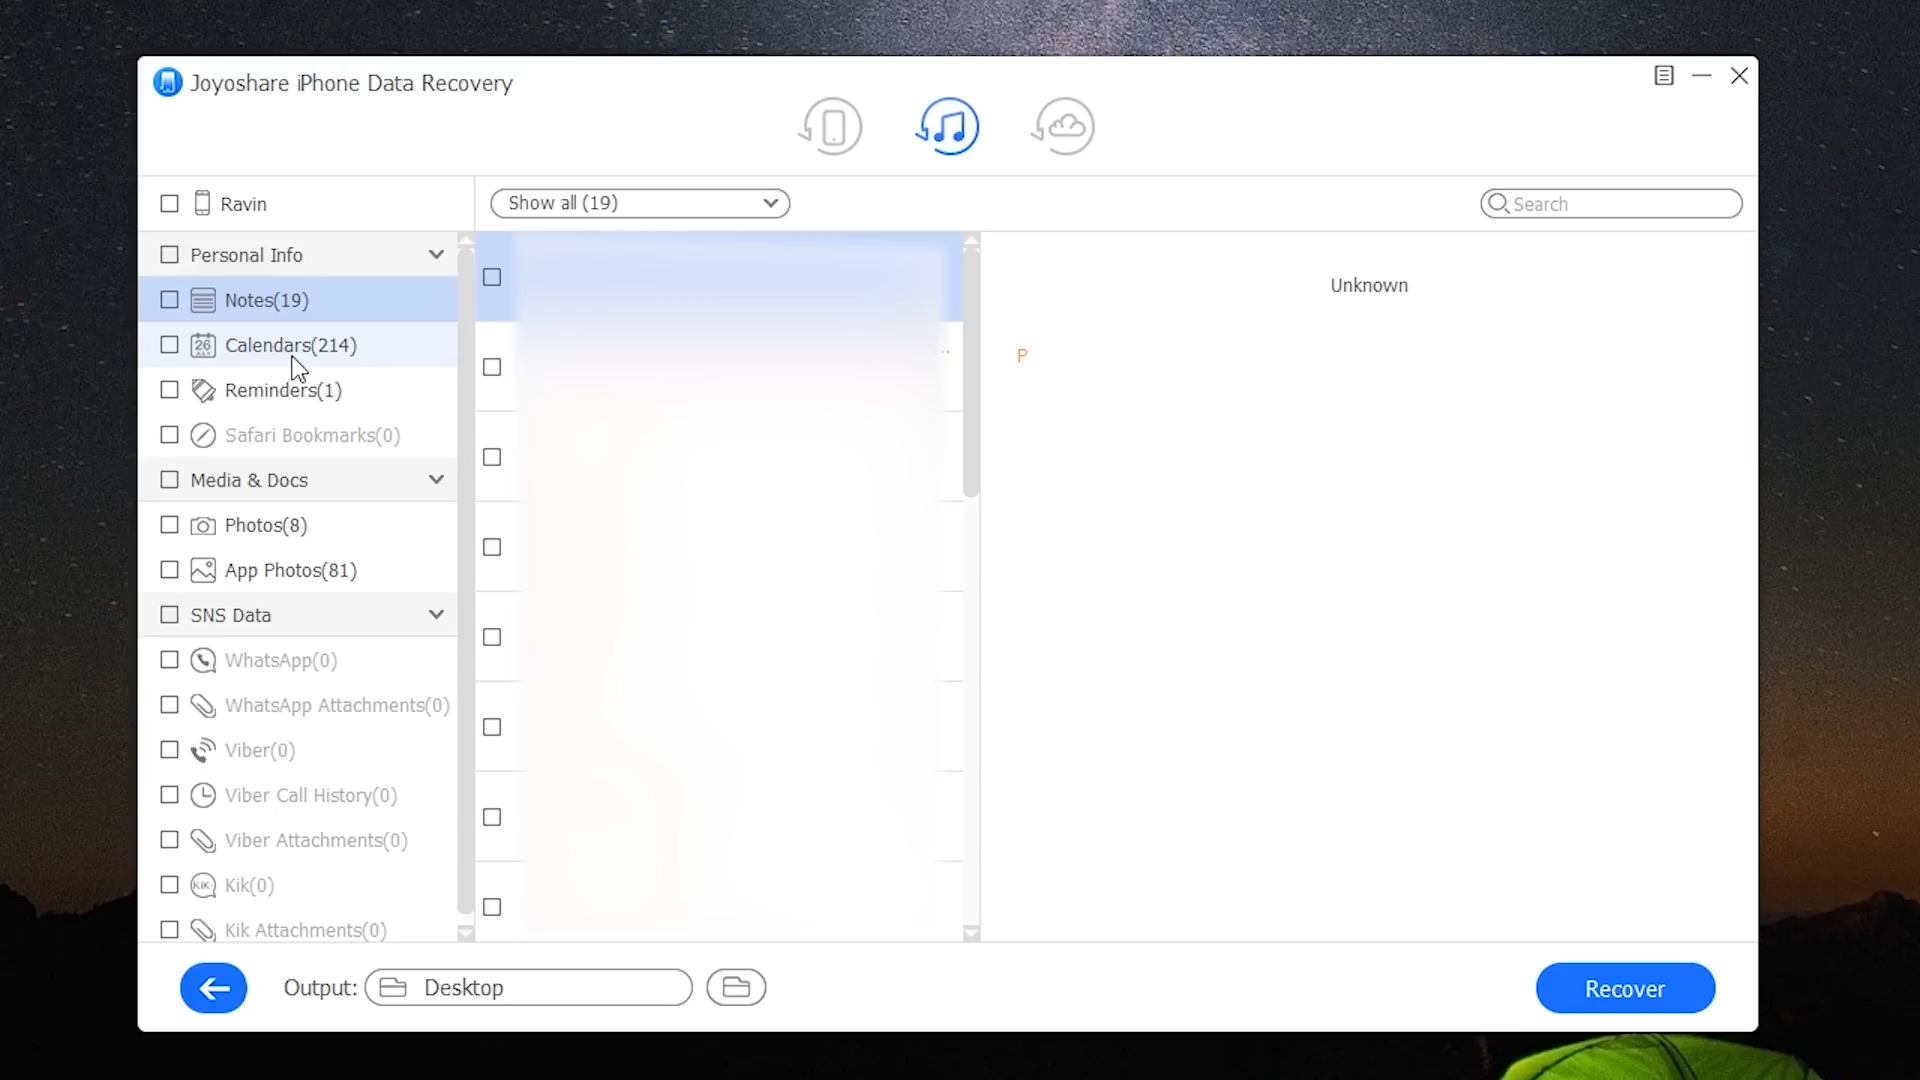 Joyoshare iPhone Data Recovery
Ravin
Show all (19)
Search
Personal Info
Notes(19)
26
Calendars(214)
Reminders(1)
Safari Bookmarks(0)
Media & Docs
Photos(8)
App Photos(81)
SNS Data
WhatsApp(0)
WhatsApp Attachments(0)
Viber(0)
Viber Call History(0)
Viber Attachments(0)
KIK
Kik(0)
Kik Attachments(0)
Unknown
P
Output:
Desktop
Recover